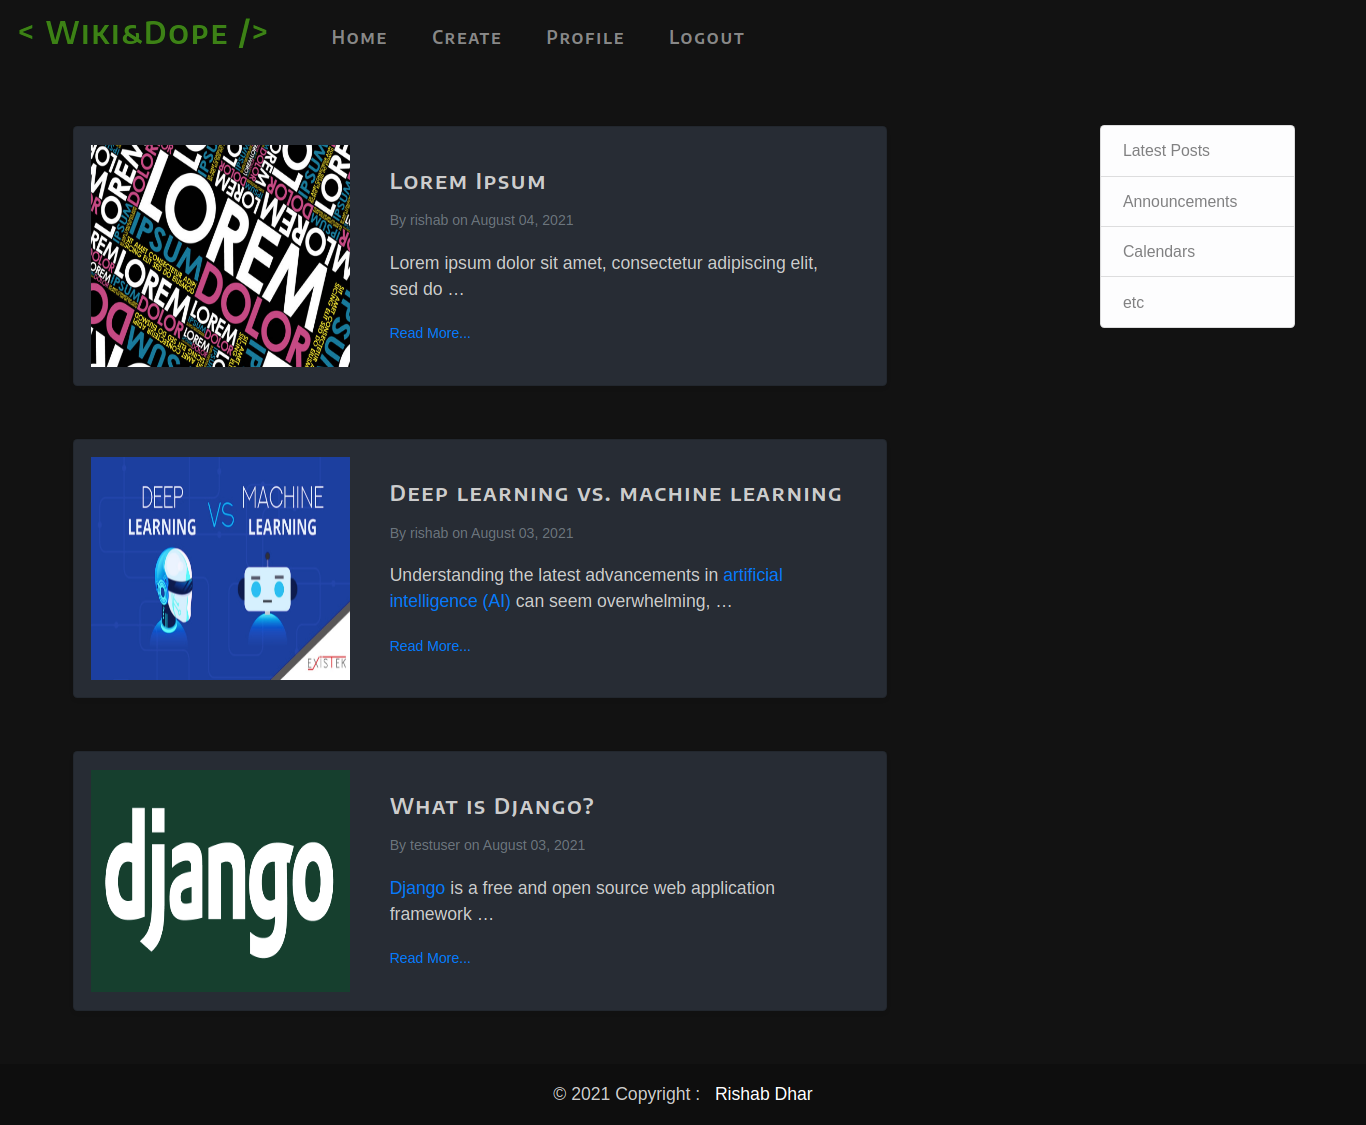 < Wiki&Dope />
Home Create Profile Logout
LOREM
IPSUM
DOLOR
Lorem Ipsum
By rishab on August 04, 2021
Lorem ipsum dolor sit amet, consectetur adipiscing elit,
sed do …
Read More...
Latest Posts
Announcements
Calendars
etc
DEEP
LEARNING
VS
MACHINE
LEARNING
EXISTEK
Deep learning vs. machine learning
By rishab on August 03, 2021
Understanding the latest advancements in artificial
intelligence (AI) can seem overwhelming, …
Read More...
django
What is Django?
By testuser on August 03, 2021
Django is a free and open source web application
framework …
Read More...
© 2021 Copyright : Rishab Dhar